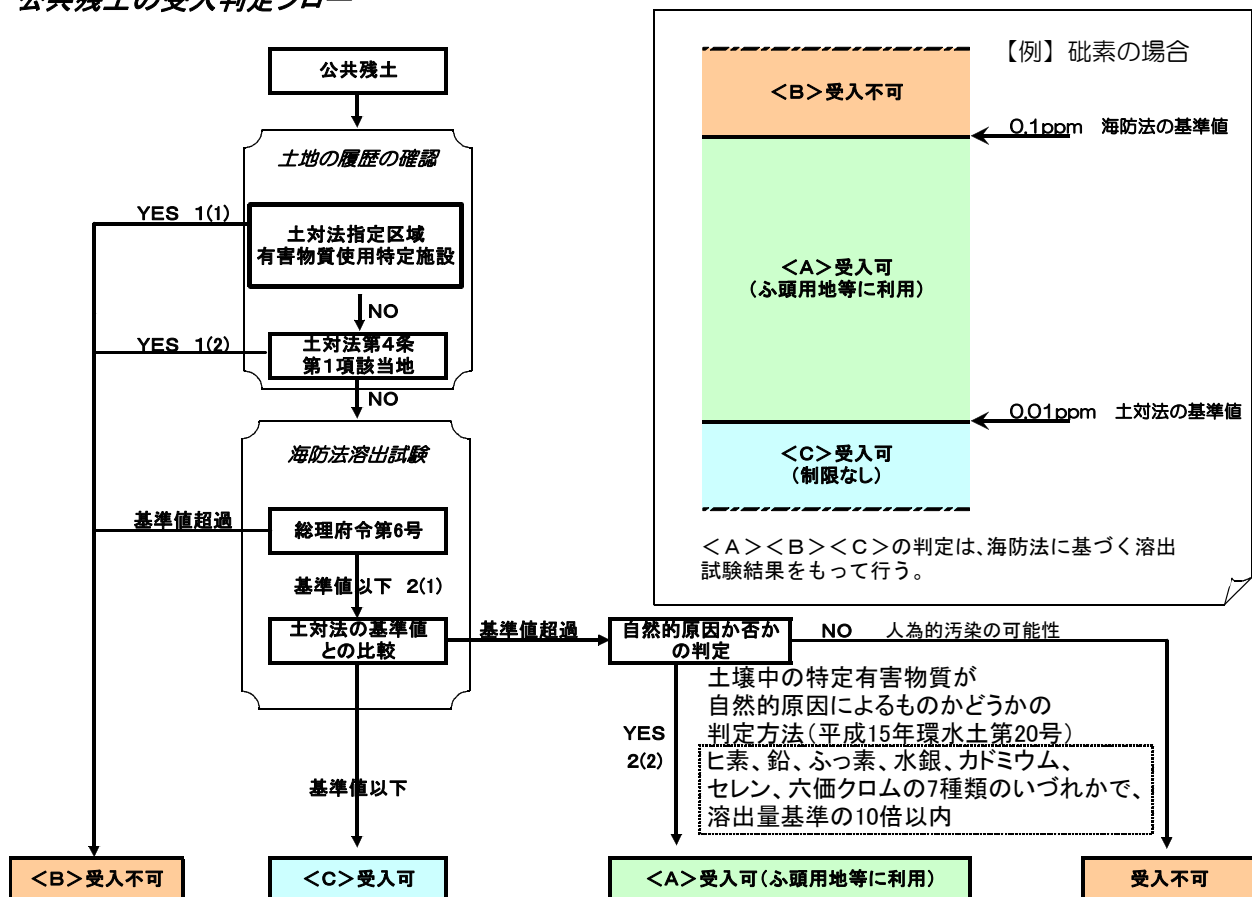 公共残土の受入判定フロー
公共残土
土地の履歴の確認
YES 1(1)
土対法指定区域
有害物質使用特定施設
NO
YES 1(2)
土対法第4条
第1項該当地
NO
海防法溶出試験
基準値超過
総理府令第6号
基準値以下 2(1)
土対法の基準値
との比較
基準値超過
自然的原因か否か
の判定
NO 人為的汚染の可能性
土壌中の特定有害物質が
自然的原因によるものかどうかの
判定方法(平成15年環水土第20号)
ヒ素、鉛、ふっ素、水銀、カドミウム、
セレン、六価クロムの7種類のいづれかで、
溶出量基準の10倍以内
YES
2(2)
基準値以下
<B>受入不可
<C>受入可
<A>受入可(ふ頭用地等に利用)
受入不可
【例】砒素の場合
<B>受入不可
0.1ppm 海防法の基準値
<A>受入可
(ふ頭用地等に利用)
0.01ppm 土対法の基準値
<C>受入可
(制限なし)
<A><B><C>の判定は、海防法に基づく溶出
試験結果をもって行う。